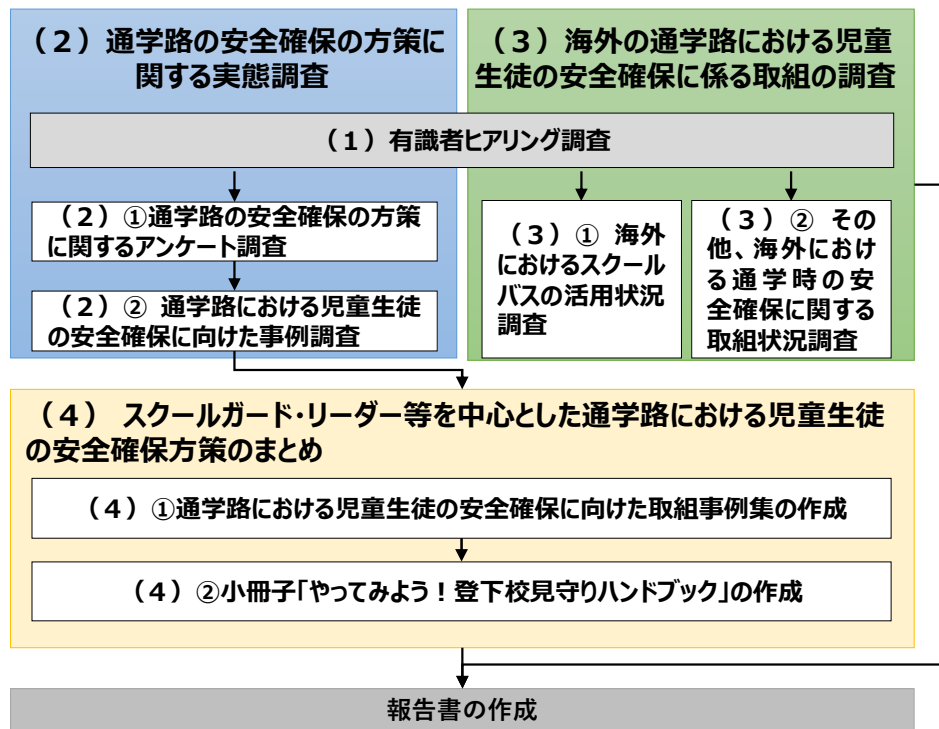 （２）通学路の安全確保の方策に
関する実態調査
（３）海外の通学路における児童
生徒の安全確保に係る取組の調査
（１）有識者ヒアリング調査
（２）①通学路の安全確保の方策
に関するアンケート調査
（２）② 通学路における児童生徒
の安全確保に向けた事例調査
（３）① 海外
におけるスクール
バスの活用状況
調査
（３）② その
他、海外におけ
る通学時の安
全確保に関する
取組状況調査
（４） スクールガード・リーダー等を中心とした通学路における児童生徒
の安全確保方策のまとめ
（４）①通学路における児童生徒の安全確保に向けた取組事例集の作成
（４）②小冊子「やってみよう！登下校見守りハンドブック」の作成
報告書の作成